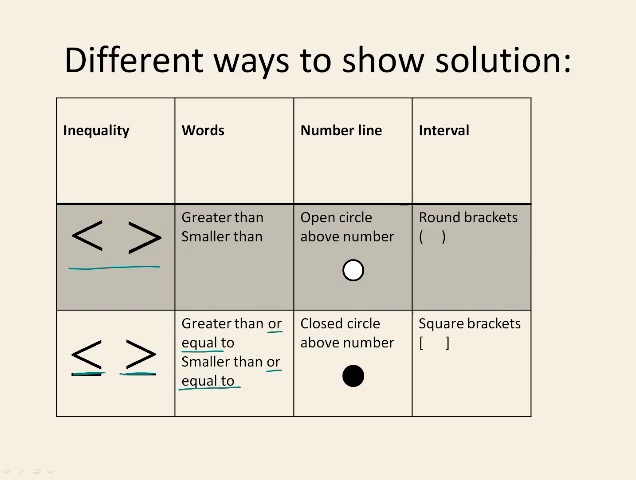 Different ways to show solution:
Inequality
Words
Number line
Interval
< >
Greater than
Smaller than
Open circle
above number
Round brackets
( )
≤ ≥
Greater than or
equal to
Smaller than or
equal to
Closed circle
above number
Square brackets
[ ]